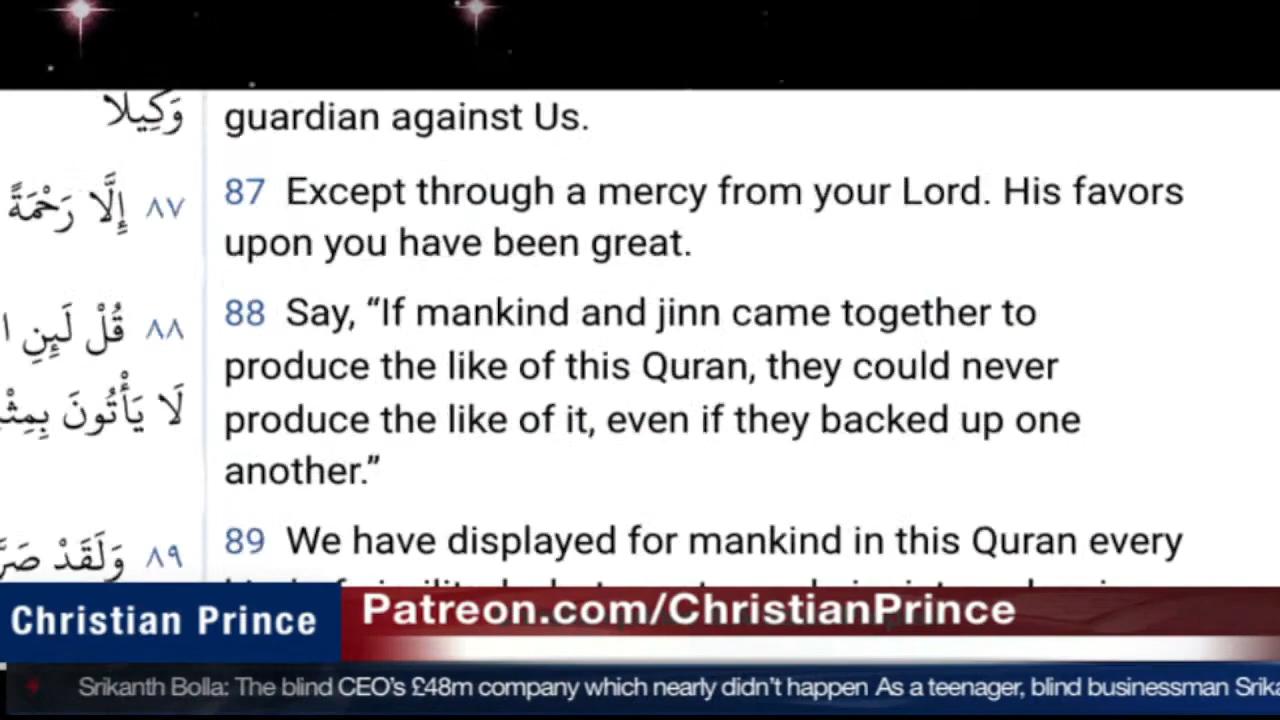 وَكِيلًا
guardian against Us.
إِلَّا رَحْمَةً ٨٧
87 Except through a mercy from your Lord. His favors
upon you have been great.
قُلْ لَئِنِ ا ٨٨
88 Say, “If mankind and jinn came together to
produce the like of this Quran, they could never
لَا يَأْتُونَ بِمِثْ
produce the like of it, even if they backed up one
another.”
وَلَقَدْ صَرَّ ٨٩
89 We have displayed for mankind in this Quran every
Christian Prince
Patreon.com/ChristianPrince
Srikanth Bolla: The blind CEO’s £48m company which nearly didn’t happen As a teenager, blind businessman Srika